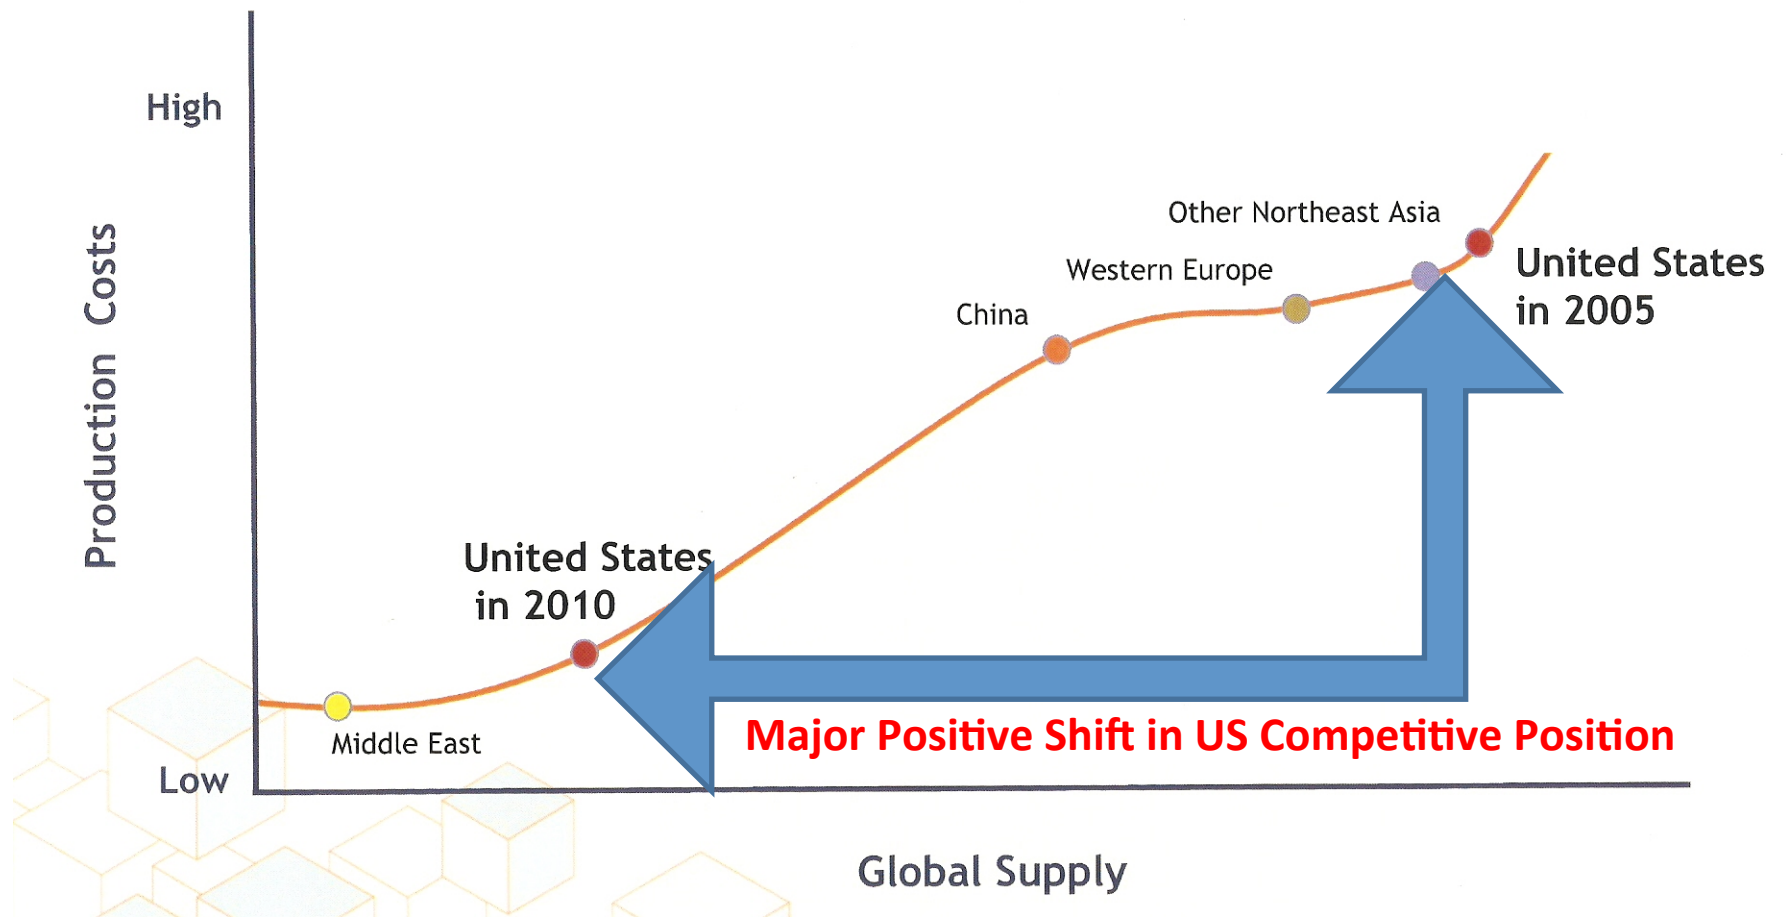 High
Other Northeast Asia
Western Europe
United States
in 2005
China
Production Costs
United States
in 2010
Major Positive Shift in US Competitive Position
Middle East
Low
Global Supply